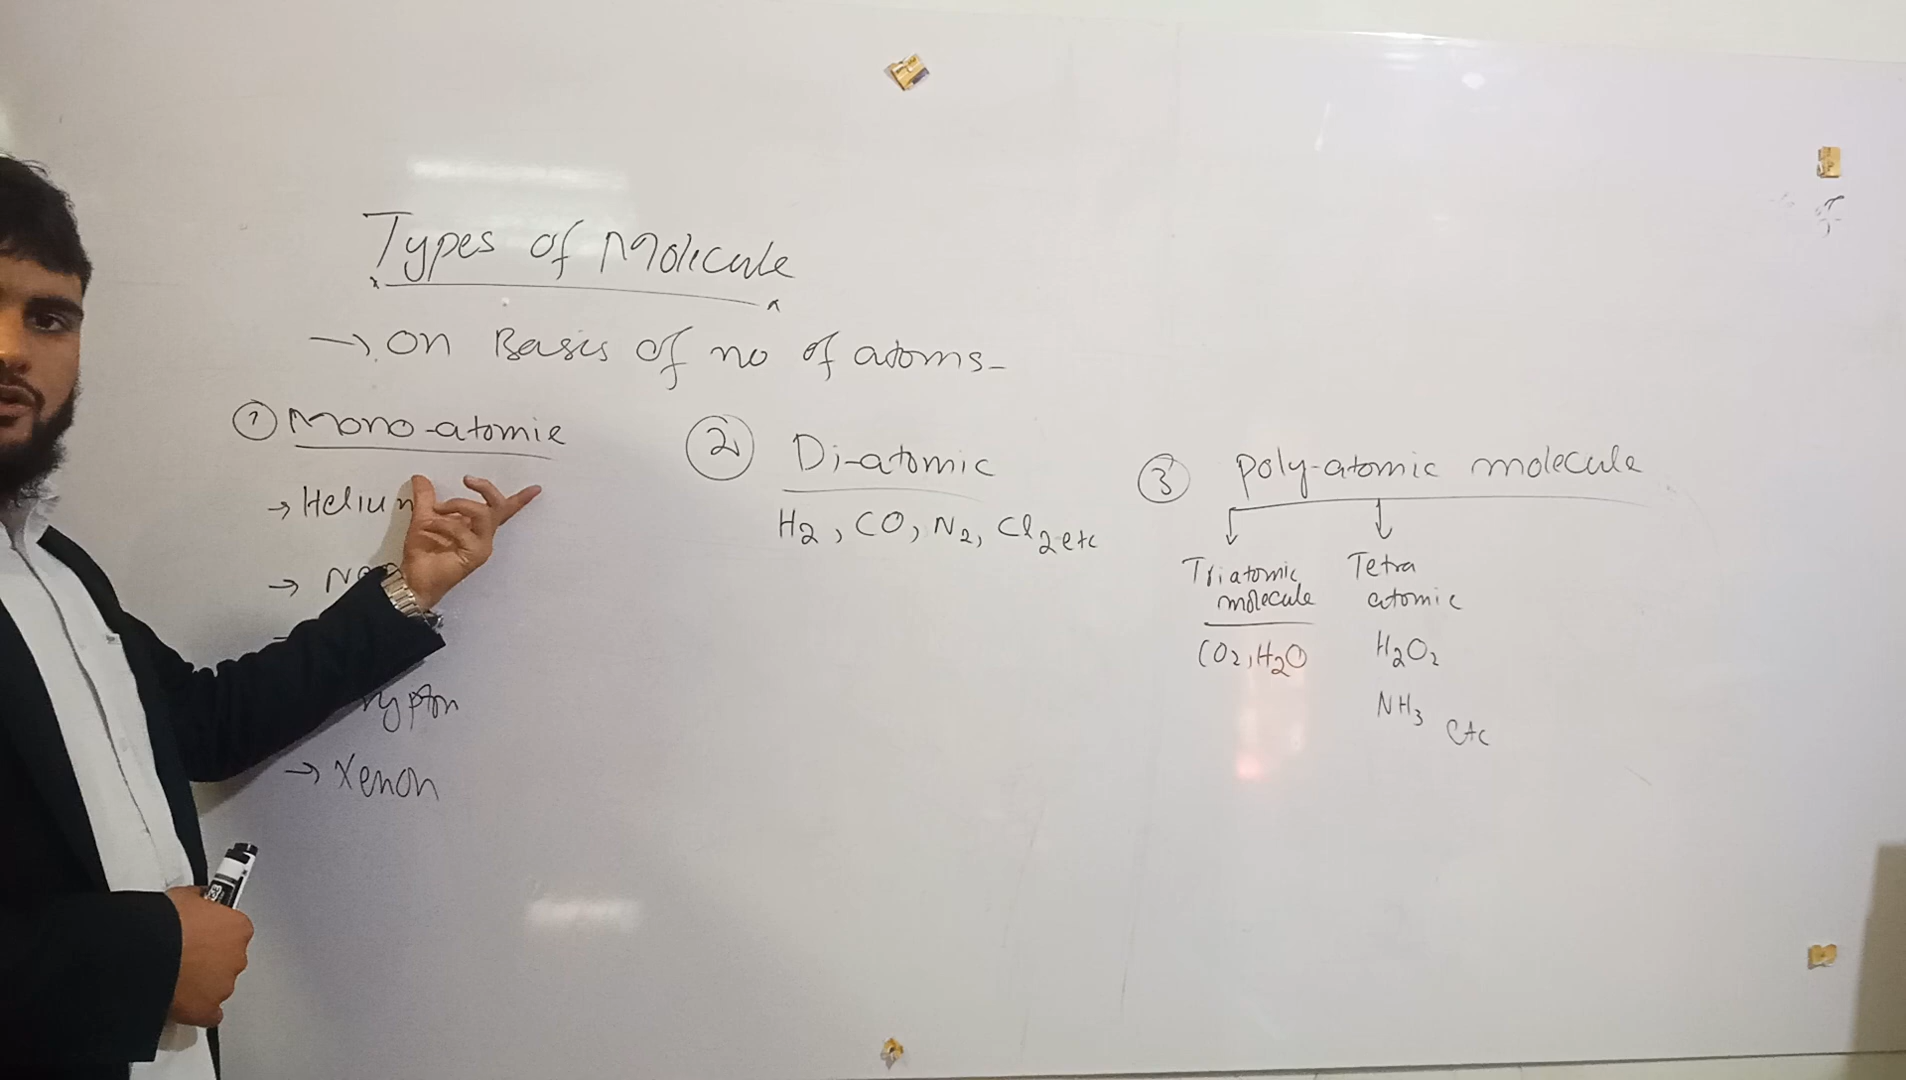 Types of Molecule
→ on Basis of no of atoms-
① Mono-atomic
→ Helium
→ Xenon
② Di-atomic
H2, CO, N2, Cl2 etc
③ poly-atomic molecule
Triatomic
molecule
CO2, H2O
Tetra
atomic
H2O2
NH3 etc